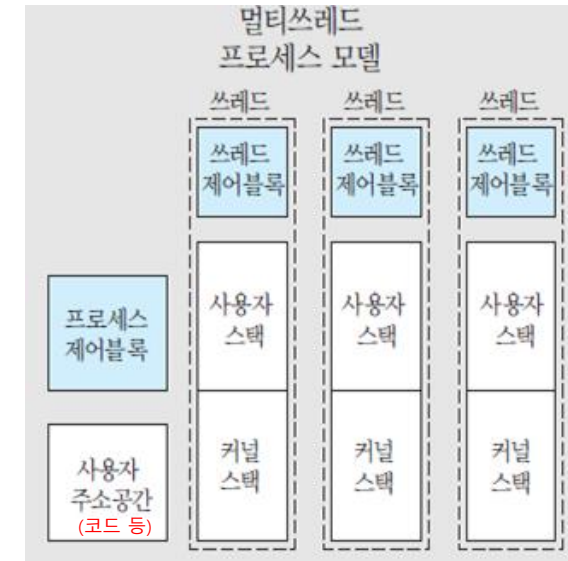 멀티쓰레드
프로세스 모델
쓰레드 쓰레드 쓰레드
쓰레드 쓰레드 쓰레드
제어블록 제어블록 제어블록
사용자 사용자 사용자
스택 스택 스택
프로세스
제어블록
커널 커널 커널
스택 스택 스택
사용자
주소공간
(코드 등)